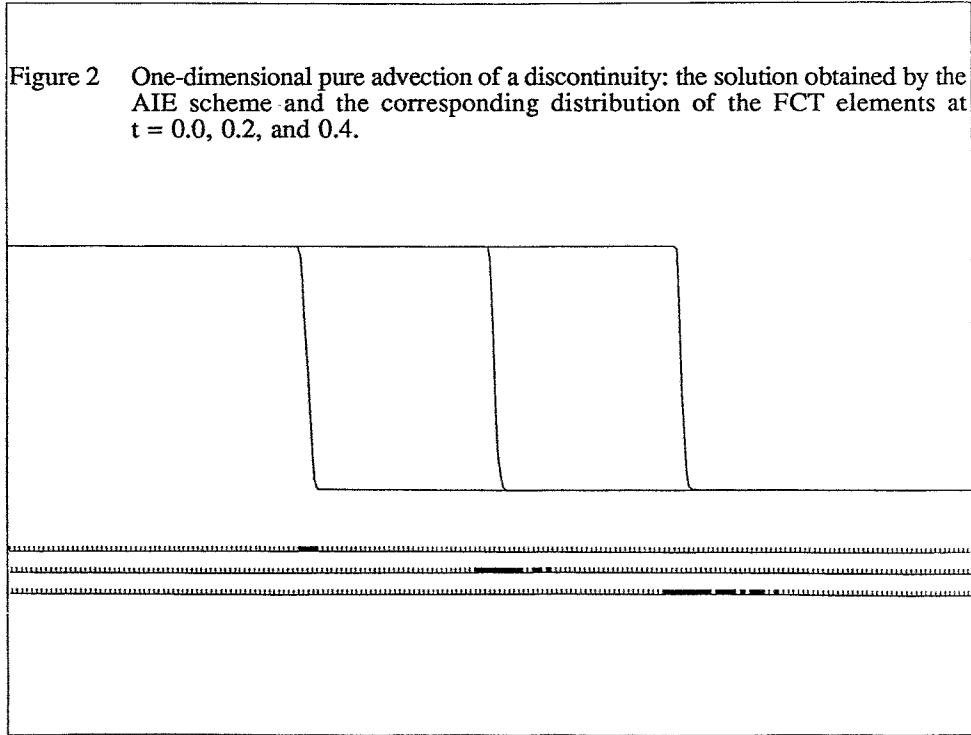 Figure 2 One-dimensional pure advection of a discontinuity: the solution obtained by the
AIE scheme and the corresponding distribution of the FCT elements at
t = 0.0, 0.2, and 0.4.